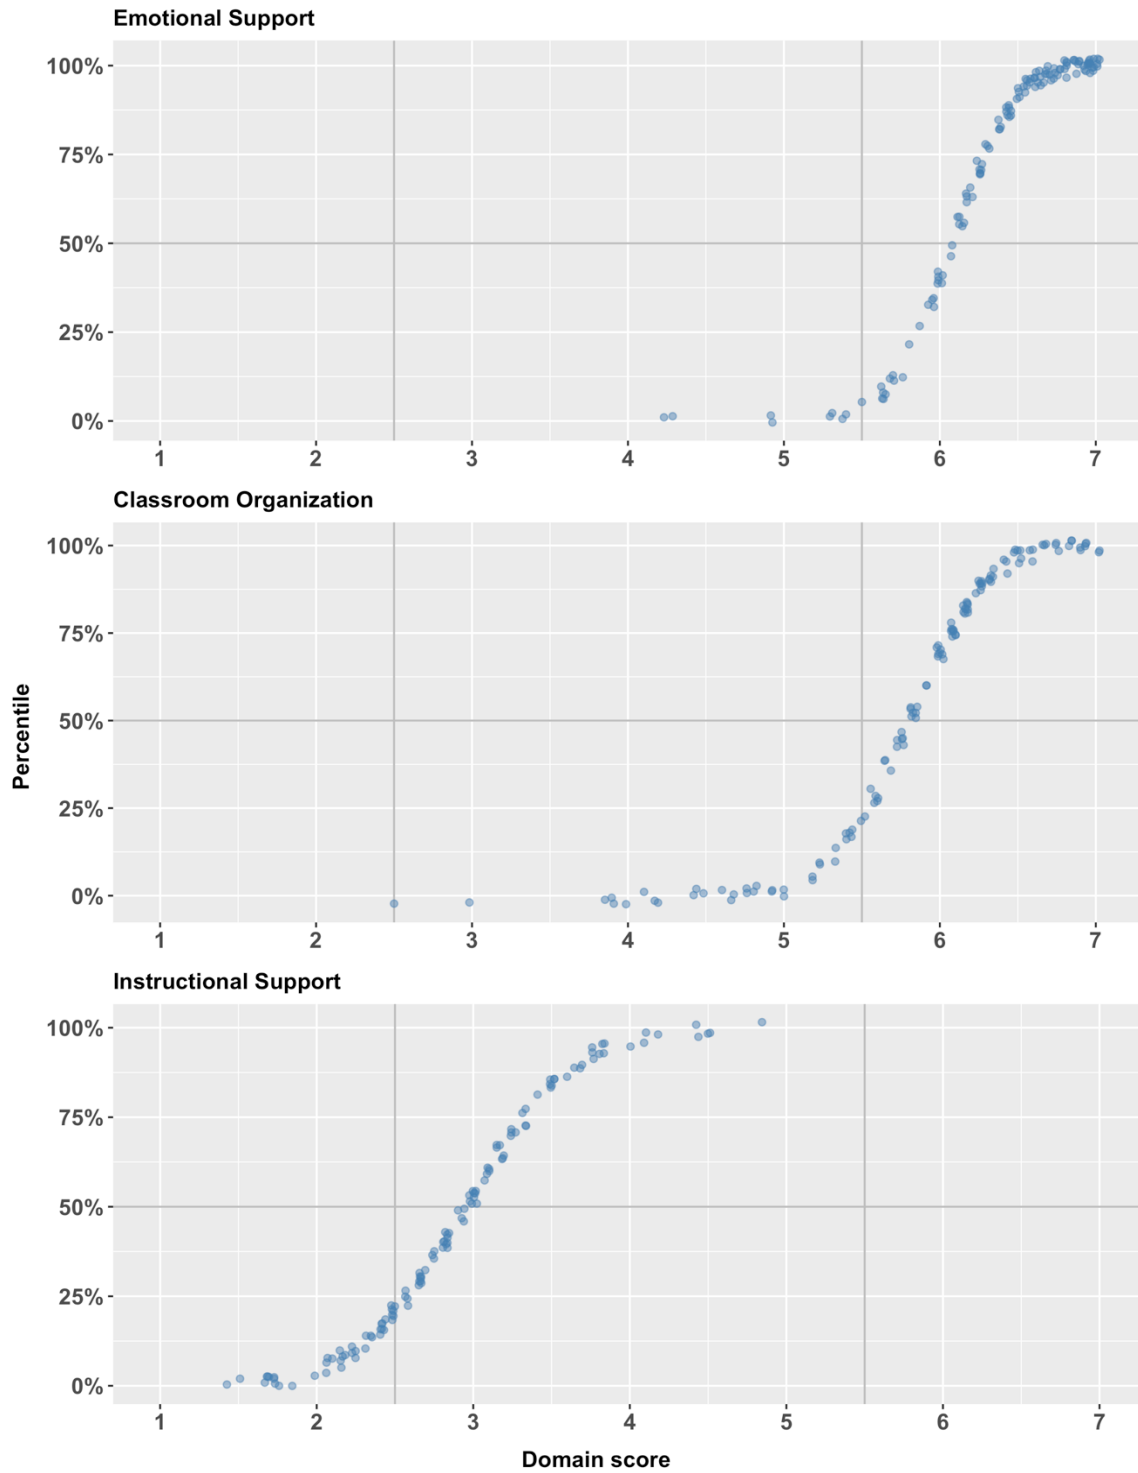 Emotional Support
100%
75%
50%
25%
0%
1 2 3 4 5 6 7
Classroom Organization
100%
75%
50%
25%
0%
1 2 3 4 5 6 7
Percentile
Instructional Support
100%
75%
50%
25%
0%
1 2 3 4 5 6 7
Domain score